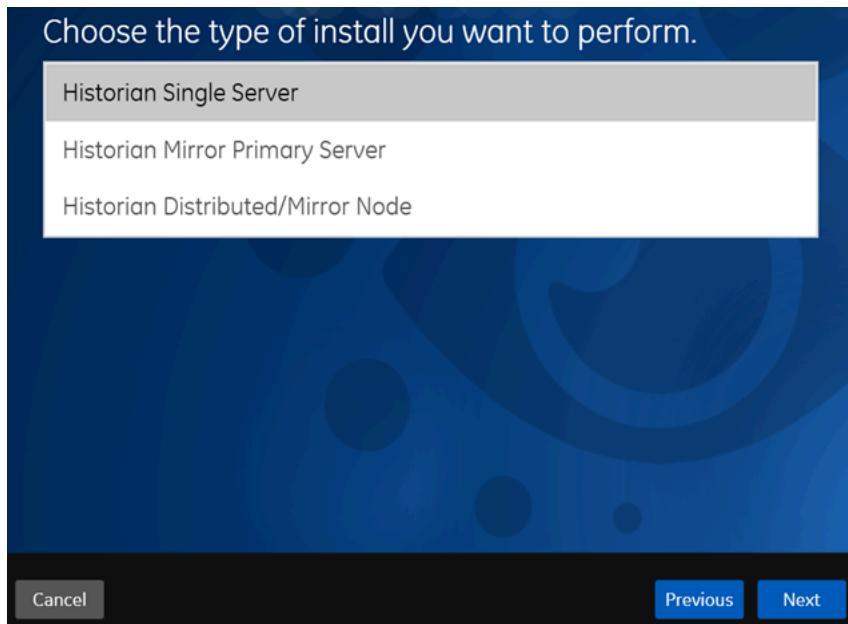 Choose the type of install you want to perform.
Historian Single Server
Historian Mirror Primary Server
Historian Distributed/Mirror Node
Cancel
Previous
Next